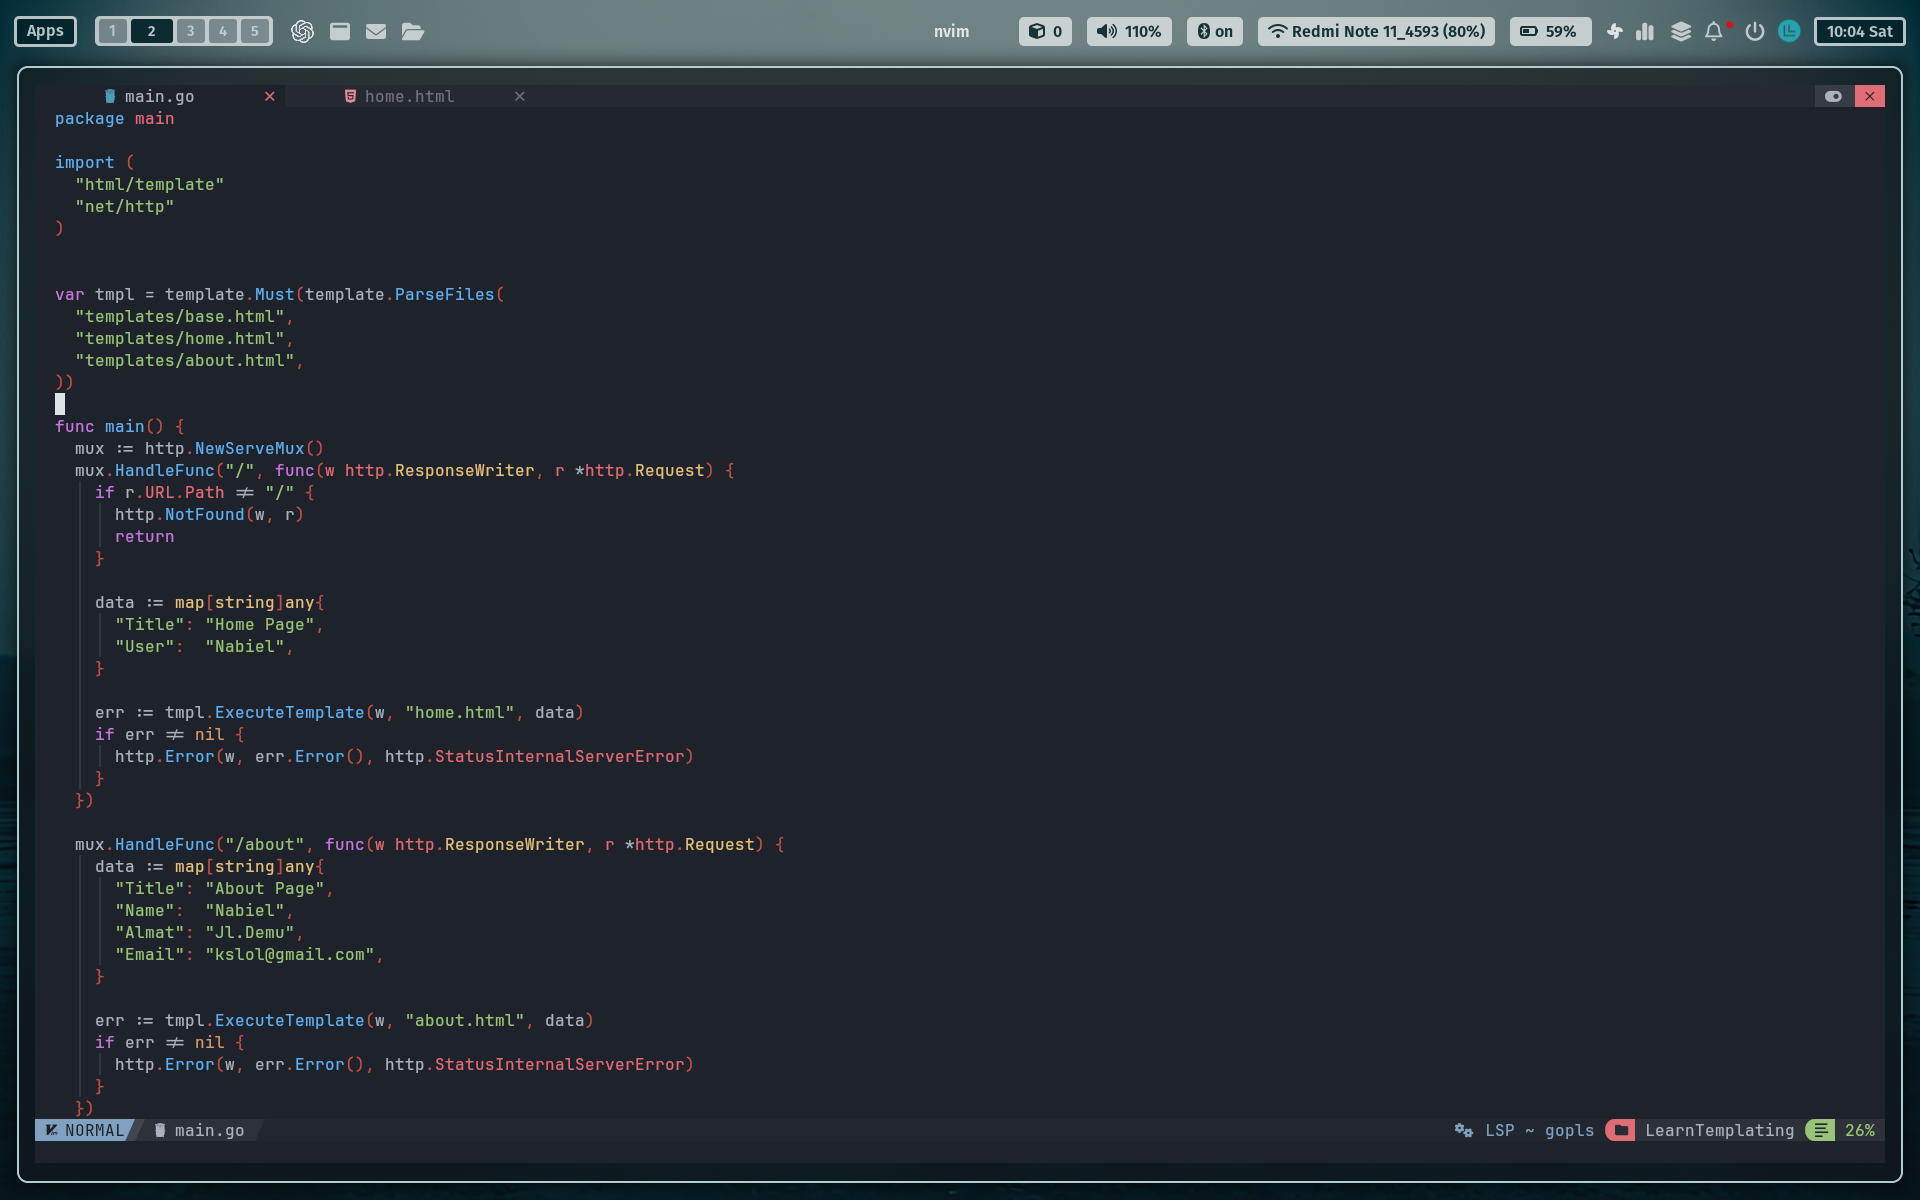 Apps 1 2 3 4 5 nvim 0 110% on Redmi Note 11_4593 (80%) 59% 10:04 Sat
main.go home.html
package main
import (
"html/template"
"net/http"
)
var tmpl = template.Must(template.ParseFiles(
"templates/base.html",
"templates/home.html",
"templates/about.html",
))
func main() {
mux := http.NewServeMux()
mux.HandleFunc("/", func(w http.ResponseWriter, r *http.Request) {
if r.URL.Path != "/" {
http.NotFound(w, r)
return
}
data := map[string]any{
"Title": "Home Page",
"User":  "Nabiel",
}
err := tmpl.ExecuteTemplate(w, "home.html", data)
if err != nil {
http.Error(w, err.Error(), http.StatusInternalServerError)
}
})
mux.HandleFunc("/about", func(w http.ResponseWriter, r *http.Request) {
data := map[string]any{
"Title": "About Page",
"Name":  "Nabiel",
"Almat": "Jl.Demu",
"Email": "kslol@gmail.com",
}
err := tmpl.ExecuteTemplate(w, "about.html", data)
if err != nil {
http.Error(w, err.Error(), http.StatusInternalServerError)
}
})
NORMAL main.go LSP ~ gopls LearnTemplating 26%